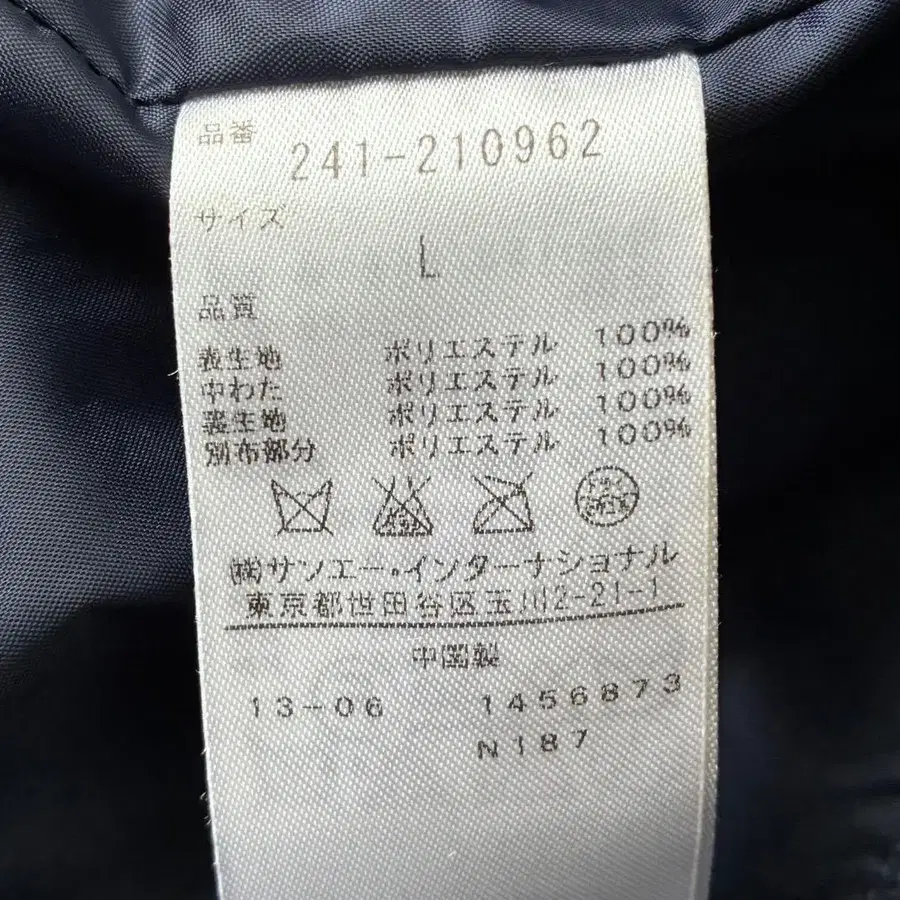 品番
241-210962
サイズ
L
品質
表生地 ポリエステル 100%
中わた ポリエステル 100%
裏生地 ポリエステル 100%
別布部分 ポリエステル 100%
ドライ
㈱サンエー・インターナショナル
東京都世田谷区玉川2-21-1
中国製
13-06 1456873
N187